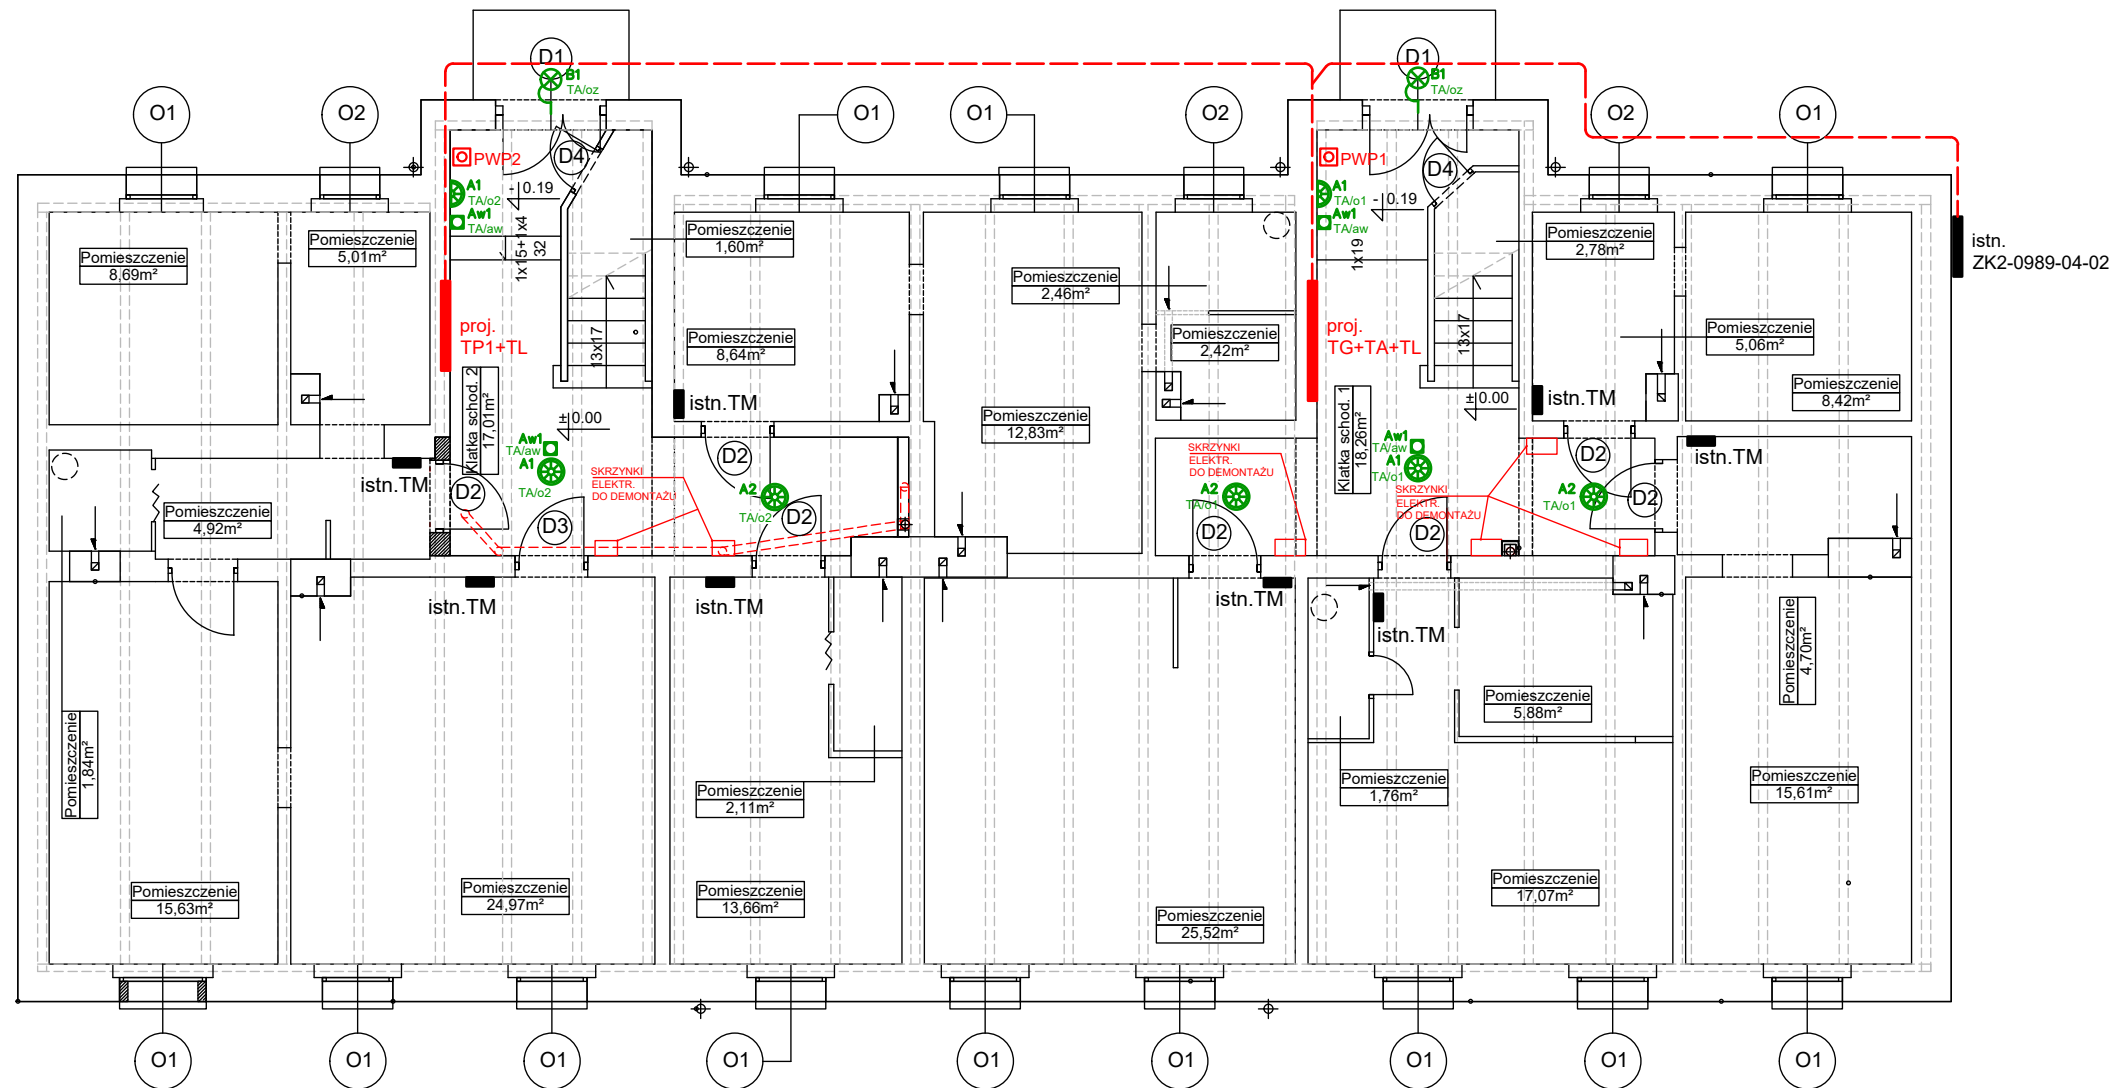 D1
B1
TA/oz
D1
B1
TA/oz
O1
O2
O1
O1
O2
O2
O1
PWP2
D4
A1
TA/o2
Aw1
TA/aw
- 0.19
1x15+1x4
32
PWP1
D4
A1
TA/o1
Aw1
TA/aw
- 0.19
1x19
Pomieszczenie
8,69m²
Pomieszczenie
5,01m²
Pomieszczenie
1,60m²
Pomieszczenie
2,46m²
Pomieszczenie
2,78m²
istn.
ZK2-0989-04-02
proj.
TP1+TL
13x17
Pomieszczenie
8,64m²
Pomieszczenie
2,42m²
proj.
TG+TA+TL
13x17
Pomieszczenie
5,06m²
Pomieszczenie
8,42m²
Klatka schod. 2
17,01m²
± 0.00
istn.TM
Pomieszczenie
12,83m²
Klatka schod. 1
18,26m²
± 0.00
istn.TM
istn.TM
D2
Aw1
TA/aw
A1
TA/o2
SKRZYNKI
ELEKTR.
DO DEMONTAŻU
D2
A2
TA/o2
D2
SKRZYNKI
ELEKTR.
DO DEMONTAŻU
A2
TA/o1
D2
Aw1
TA/aw
A1
TA/o1
SKRZYNKI
ELEKTR.
DO DEMONTAŻU
D2
D2
A2
TA/o1
D2
istn.TM
Pomieszczenie
4,92m²
D3
istn.TM
istn.TM
istn.TM
istn.TM
Pomieszczenie
4,70m²
Pomieszczenie
1,84m²
Pomieszczenie
5,88m²
Pomieszczenie
2,11m²
Pomieszczenie
1,76m²
Pomieszczenie
15,61m²
Pomieszczenie
15,63m²
Pomieszczenie
24,97m²
Pomieszczenie
13,66m²
Pomieszczenie
25,52m²
Pomieszczenie
17,07m²
O1
O1
O1
O1
O1
O1
O1
O1
O1